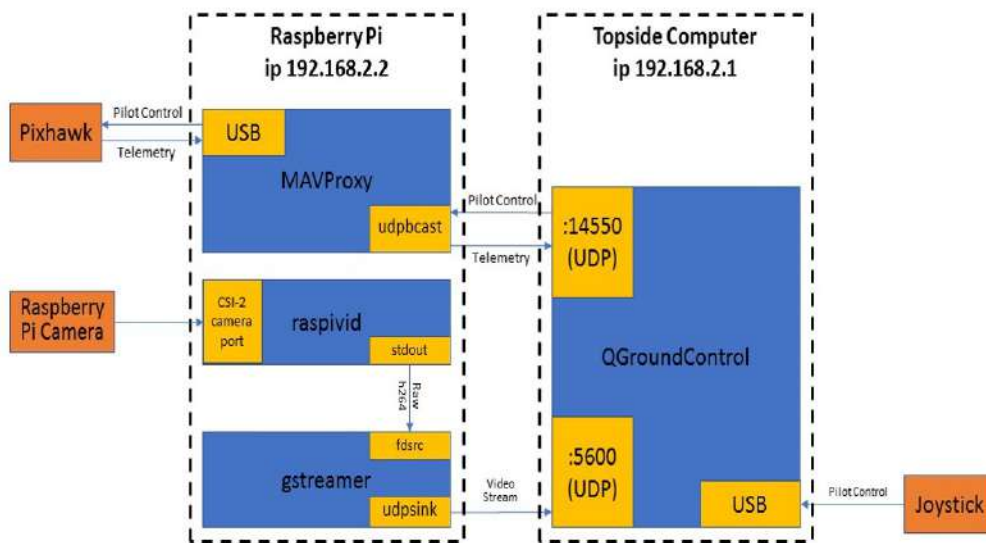 Raspberry Pi
ip 192.168.2.2
Topside Computer
ip 192.168.2.1
Pixhawk
Pilot Control
Telemetry
USB
MAVProxy
udpbcast
Pilot Control
Telemetry
:14550
(UDP)
Raspberry
Pi Camera
CSI-2
camera
port
raspivid
stdout
Raw
h264
QGroundControl
fdsrc
gstreamer
udpsink
Video
Stream
:5600
(UDP)
USB
Pilot Control
Joystick